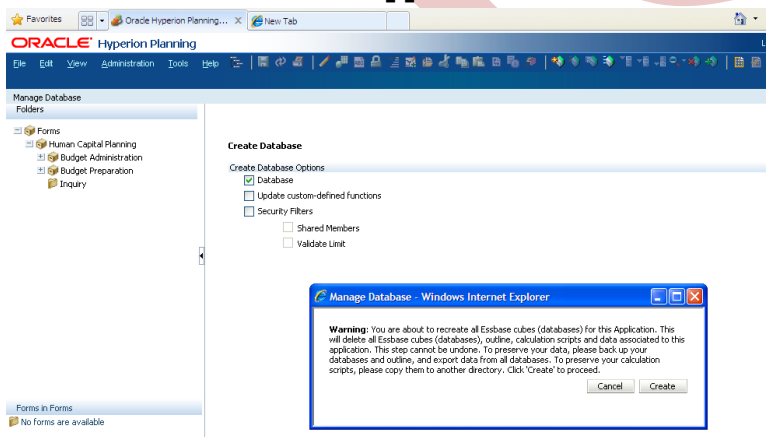 Favorites Oracle Hyperion Planning... X New Tab
ORACLE Hyperion Planning
File Edit View Administration Tools Help
Manage Database
Folders
Forms
Human Capital Planning
Budget Administration
Budget Preparation
Inquiry
Create Database
Create Database Options
Database
Update custom-defined functions
Security Filters
Shared Members
Validate Limit
Manage Database - Windows Internet Explorer
Warning: You are about to recreate all Essbase cubes (databases) for this Application. This
will delete all Essbase cubes (databases), outline, calculation scripts and data associated to this
application. This step cannot be undone. To preserve your data, please back up your
databases and outline, and export data from all databases. To preserve your calculation
scripts, please copy them to another directory. Click 'Create' to proceed.
Cancel Create
Forms in Forms
No forms are available